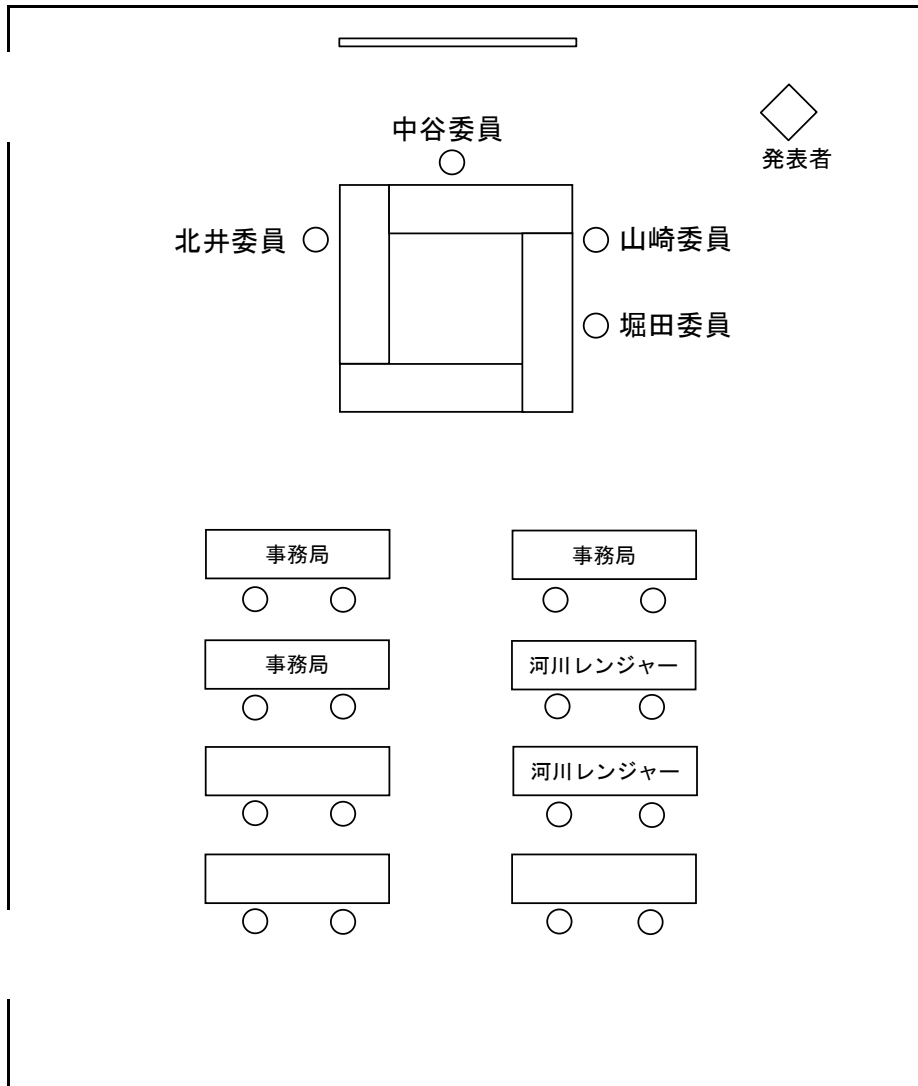 中谷委員
発表者
北井委員
山崎委員
堀田委員
事務局
事務局
事務局
河川レンジャー
河川レンジャー